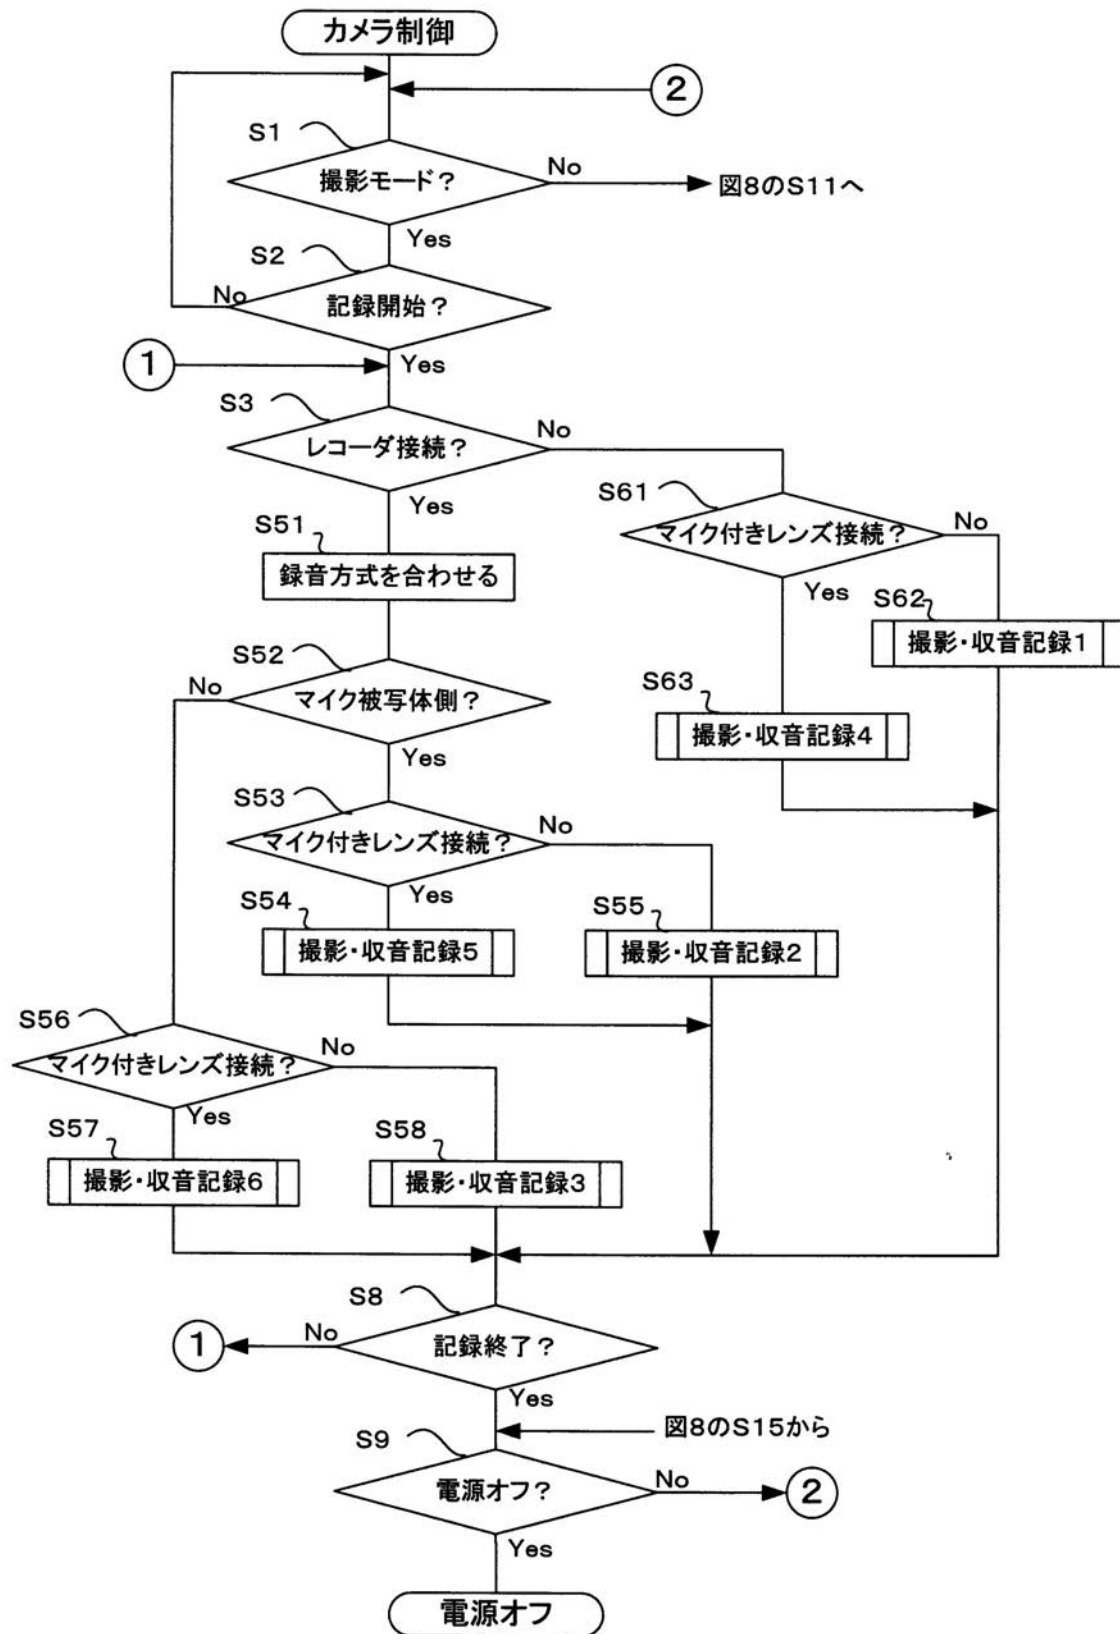 カメラ制御
②
S1
撮影モード?
No
図8のS11へ
Yes
S2
No
記録開始?
①
Yes
S3
レコーダ接続?
No
Yes
S61
マイク付きレンズ接続?
No
S51
録音方式を合わせる
Yes
S62
撮影・収音記録1
S52
No
マイク被写体側?
S63
撮影・収音記録4
Yes
S53
マイク付きレンズ接続?
No
Yes
S54
撮影・収音記録5
S55
撮影・収音記録2
S56
マイク付きレンズ接続?
No
Yes
S57
撮影・収音記録6
S58
撮影・収音記録3
S8
①
No
記録終了?
Yes
図8のS15から
S9
電源オフ?
No
②
Yes
電源オフ